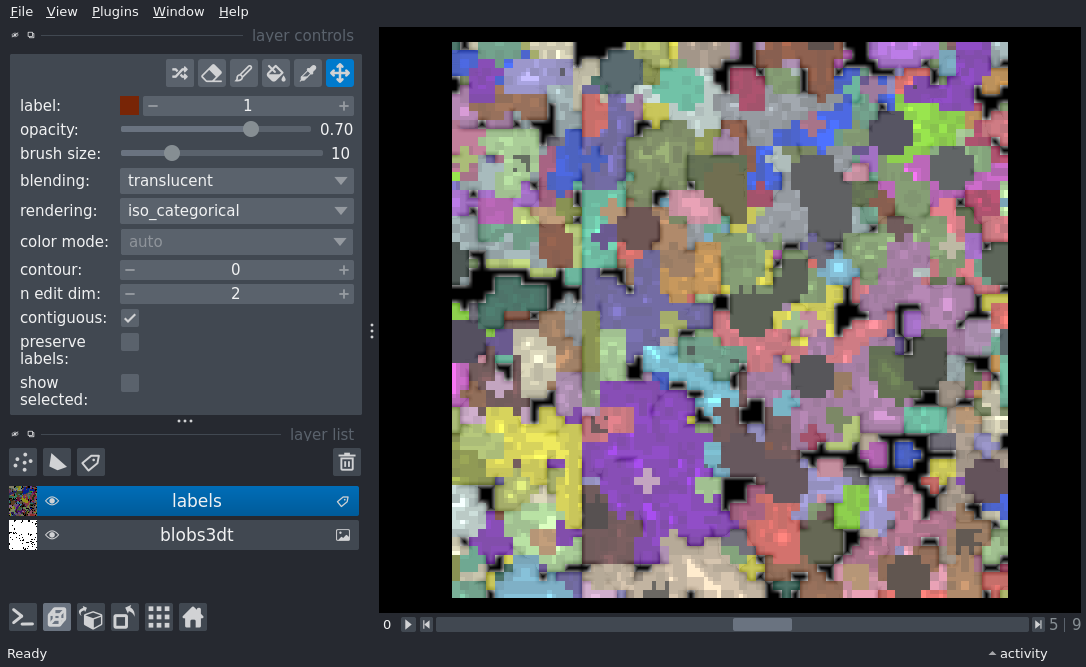 File View Plugins Window Help
layer controls
label: 1
opacity: 0.70
brush size: 10
blending: translucent
rendering: iso_categorical
color mode: auto
contour: 0
n edit dim: 2
contiguous:
preserve
labels:
show
selected:
layer list
labels
blobs3dt
0 5 | 9
Ready activity